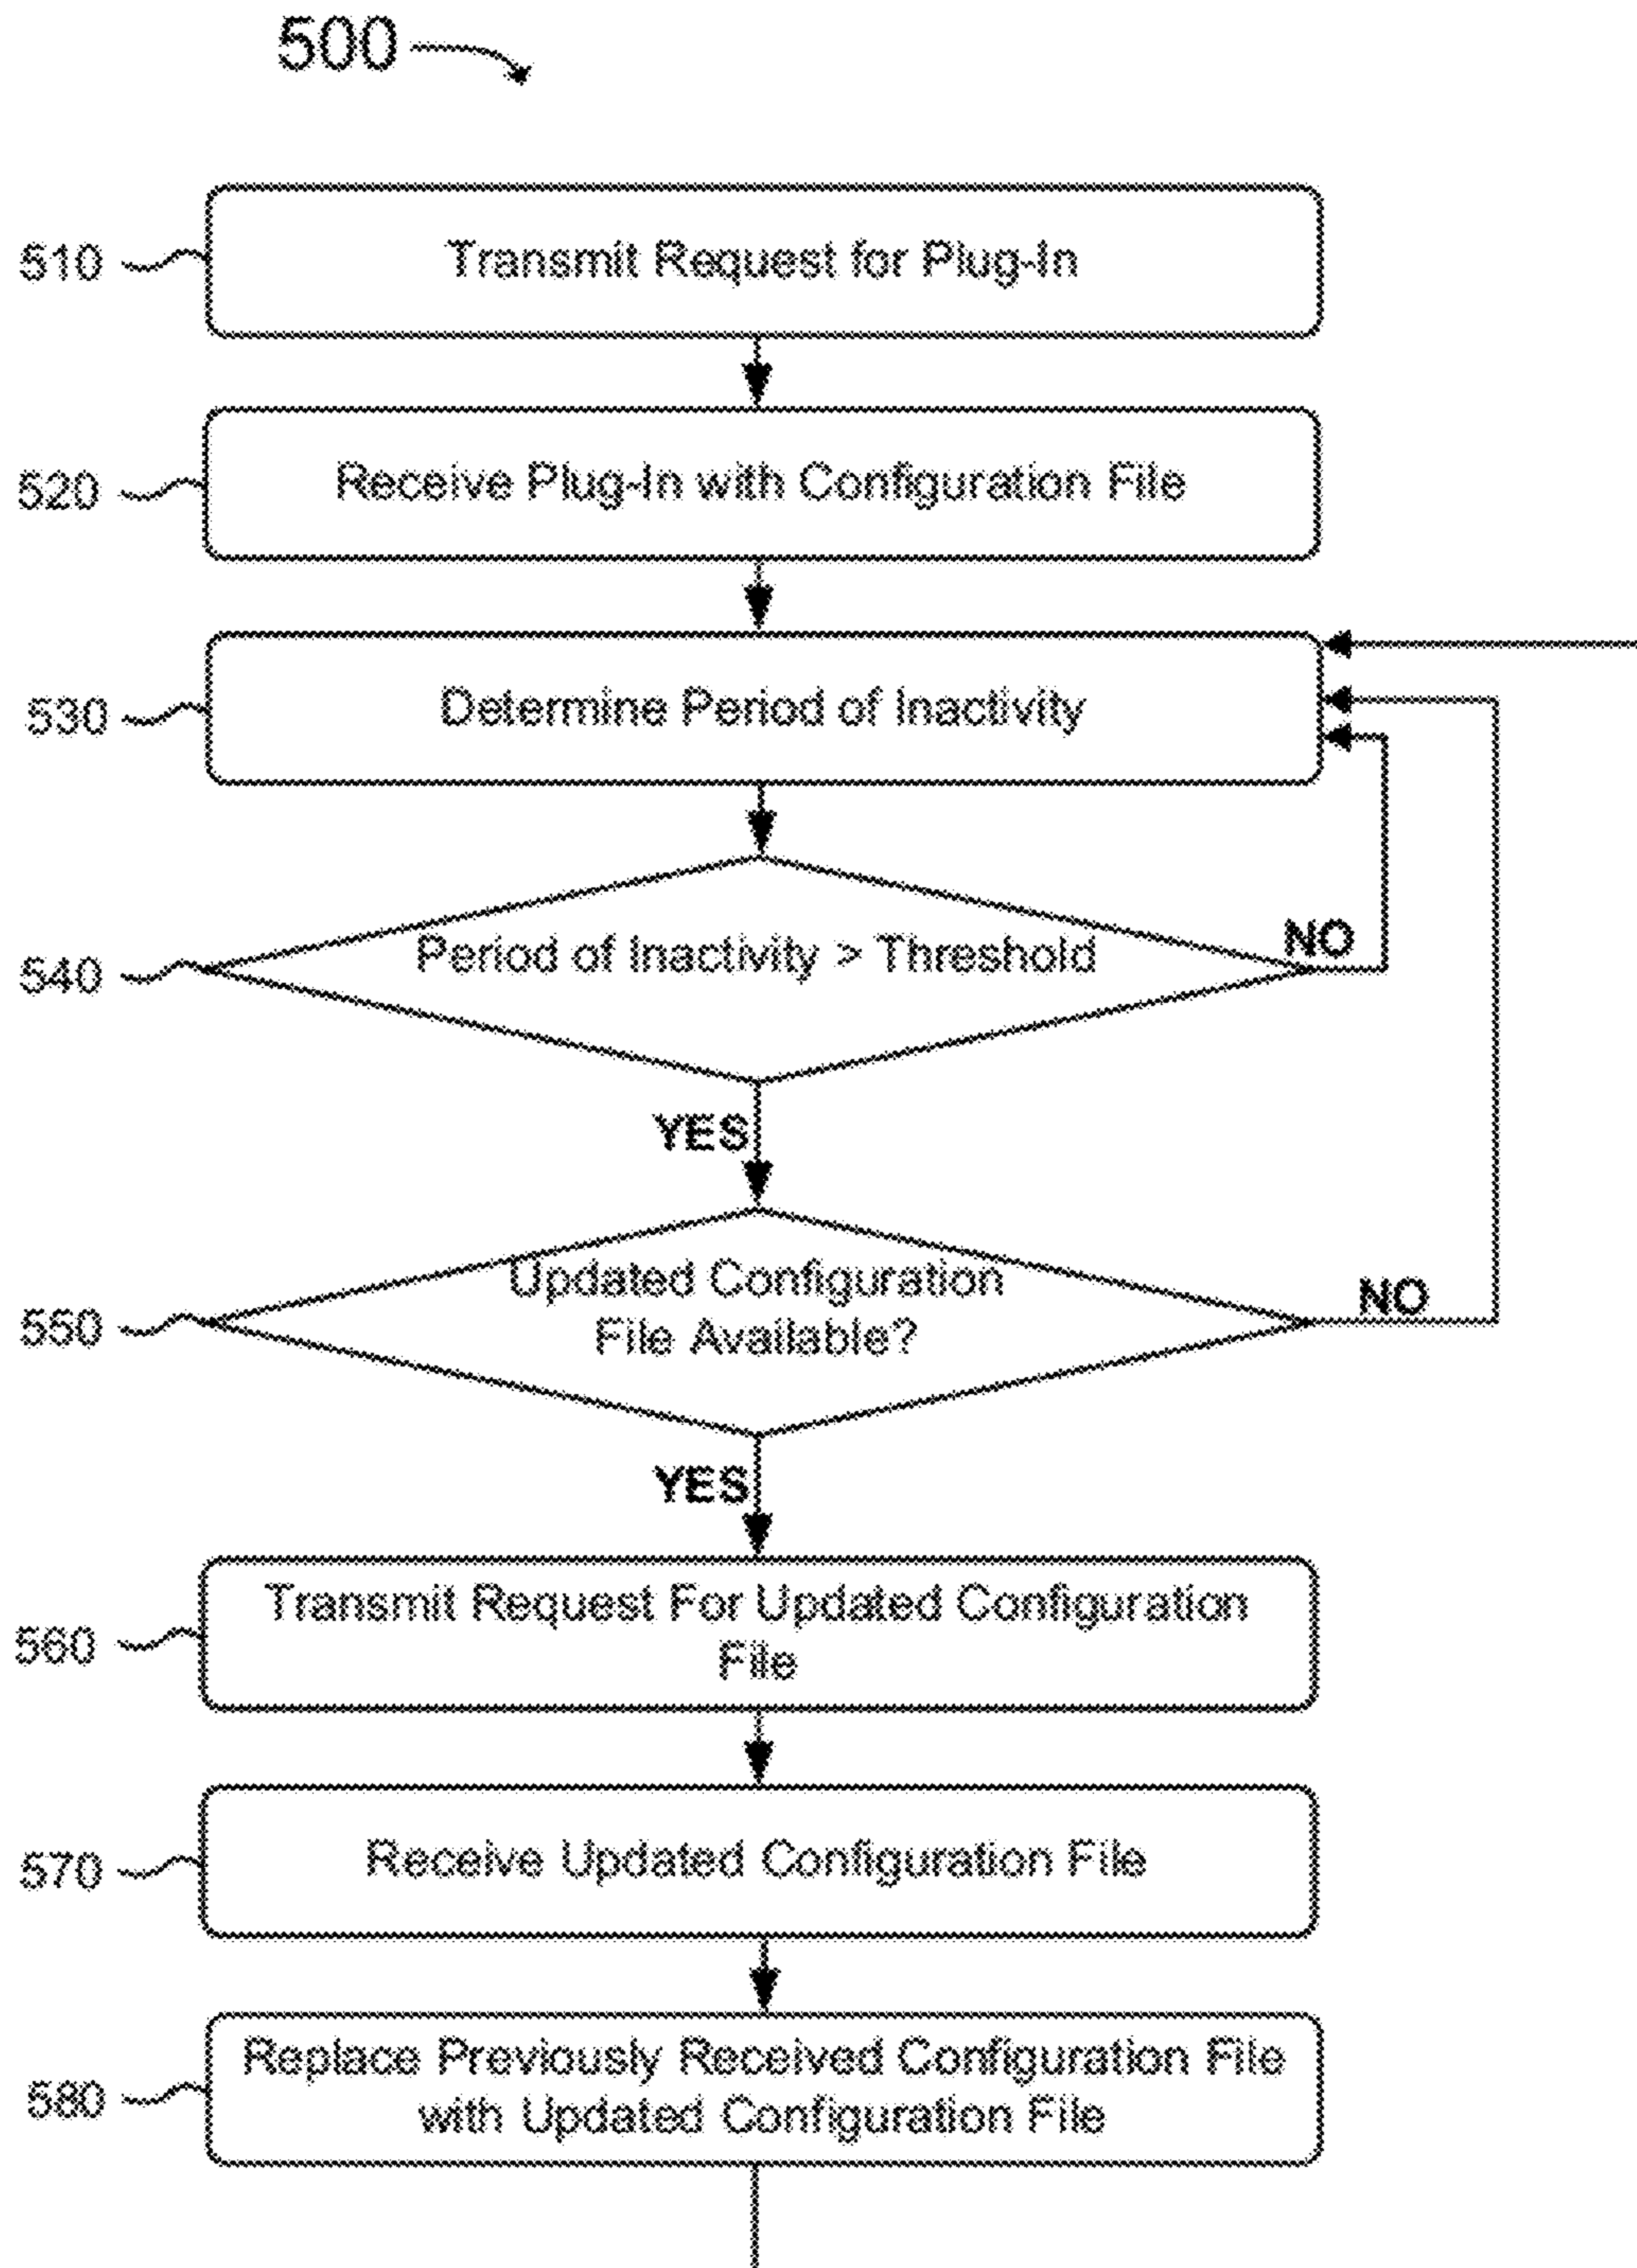 500
510
Transmit Request for Plug-In
520
Receive Plug-In with Configuration File
530
Determine Period of Inactivity
540
Period of Inactivity > Threshold
NO
YES
550
Updated Configuration
File Available?
NO
YES
560
Transmit Request For Updated Configuration
File
570
Receive Updated Configuration File
580
Replace Previously Received Configuration File
with Updated Configuration File